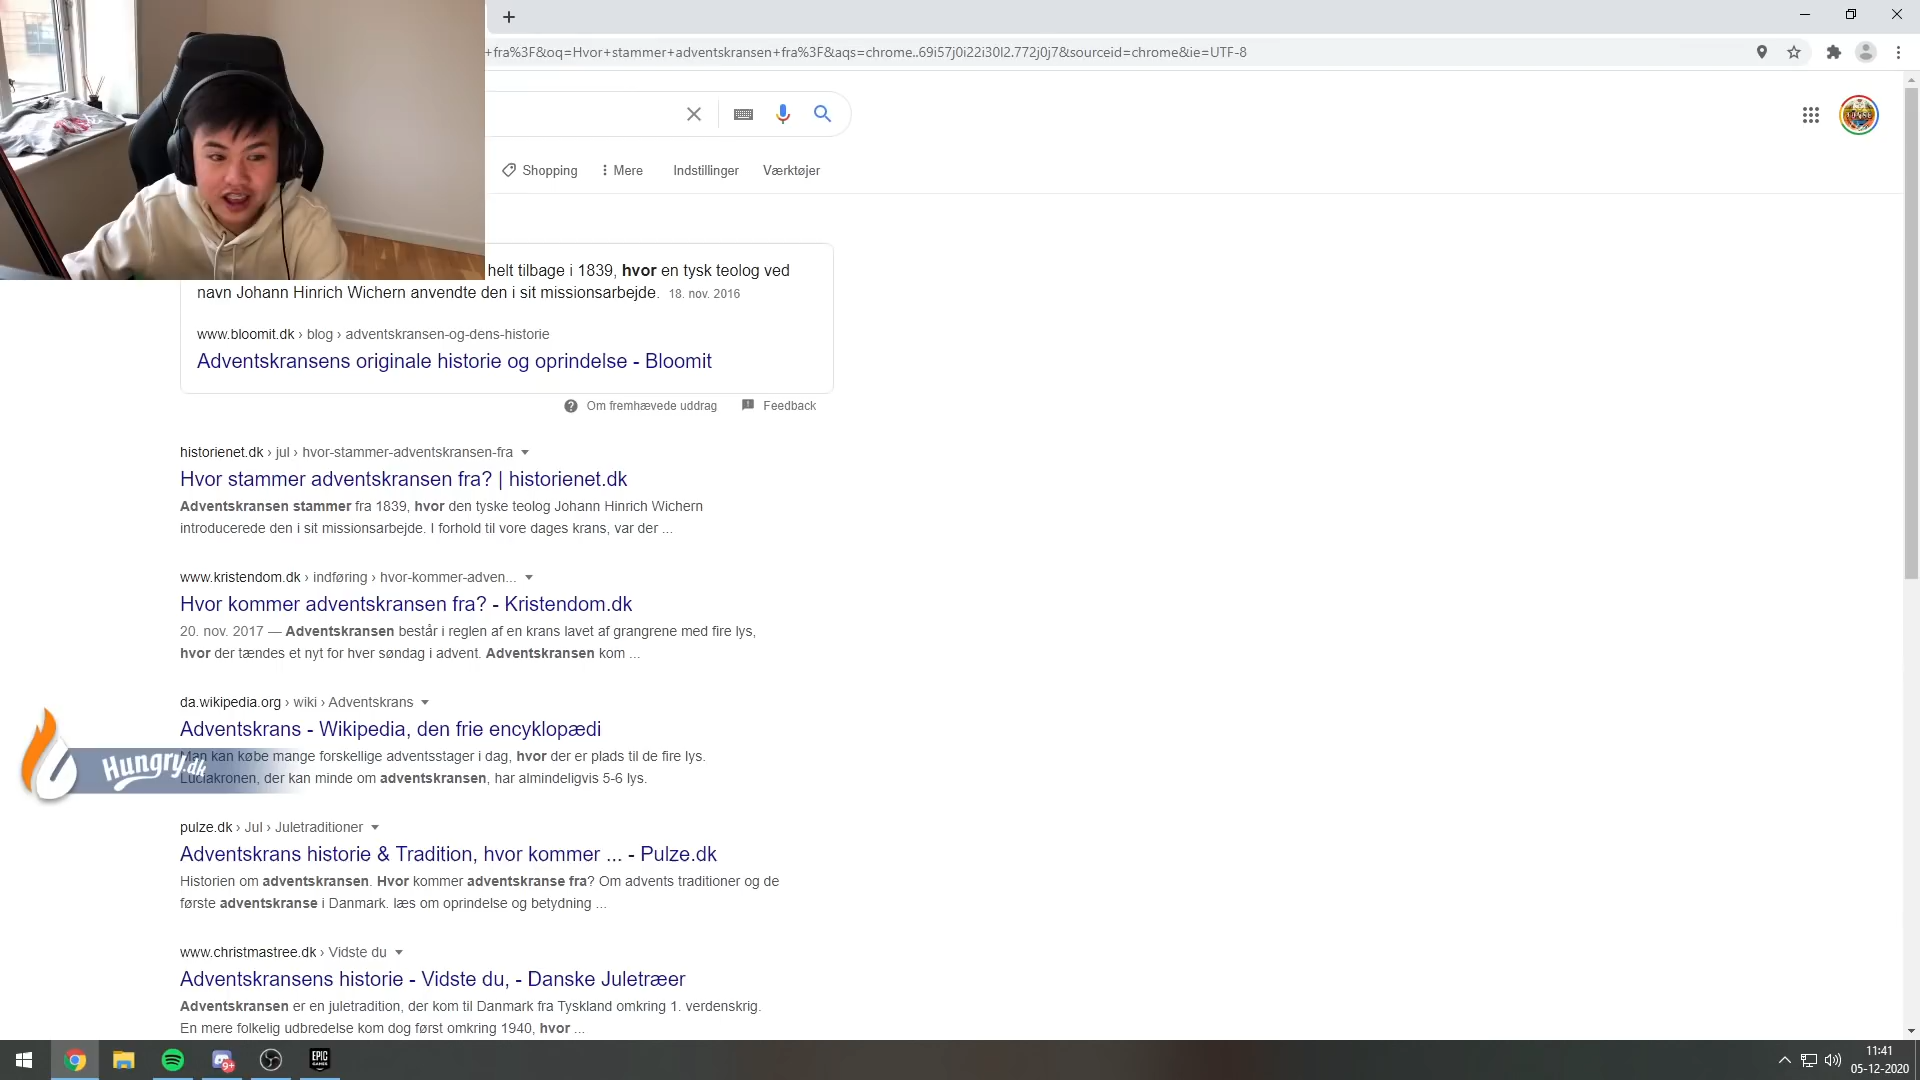 +fra%3F&oq=Hvor+stammer+adventskransen+fra%3F&aqs=chrome..69i57j0i22i30l2.772j0j7&sourceid=chrome&ie=UTF-8
Shopping
Mere
Indstillinger
Værktøjer
helt tilbage i 1839, hvor en tysk teolog ved
navn Johann Hinrich Wichern anvendte den i sit missionsarbejde. 18. nov. 2016
www.bloomit.dk › blog › adventskransen-og-dens-historie
Adventskransens originale historie og oprindelse - Bloomit
Om fremhævede uddrag
Feedback
historienet.dk › jul › hvor-stammer-adventskransen-fra
Hvor stammer adventskransen fra? | historienet.dk
Adventskransen stammer fra 1839, hvor den tyske teolog Johann Hinrich Wichern
introducerede den i sit missionsarbejde. I forhold til vore dages krans, var der ...
www.kristendom.dk › indføring › hvor-kommer-adven...
Hvor kommer adventskransen fra? - Kristendom.dk
20. nov. 2017 — Adventskransen består i reglen af en krans lavet af grangrene med fire lys,
hvor der tændes et nyt for hver søndag i advent. Adventskransen kom ...
da.wikipedia.org › wiki › Adventskrans
Adventskrans - Wikipedia, den frie encyklopædi
Man kan købe mange forskellige adventsstager i dag, hvor der er plads til de fire lys.
Luciakronen, der kan minde om adventskransen, har almindeligvis 5-6 lys.
Hungry.dk
pulze.dk › Jul › Juletraditioner
Adventskrans historie & Tradition, hvor kommer ... - Pulze.dk
Historien om adventskransen. Hvor kommer adventskranse fra? Om advents traditioner og de
første adventskranse i Danmark. læs om oprindelse og betydning ...
www.christmastree.dk › Vidste du
Adventskransens historie - Vidste du, - Danske Juletræer
Adventskransen er en juletradition, der kom til Danmark fra Tyskland omkring 1. verdenskrig.
En mere folkelig udbredelse kom dog først omkring 1940, hvor ...
9+
EPIC
GAMES
11:41
05-12-2020